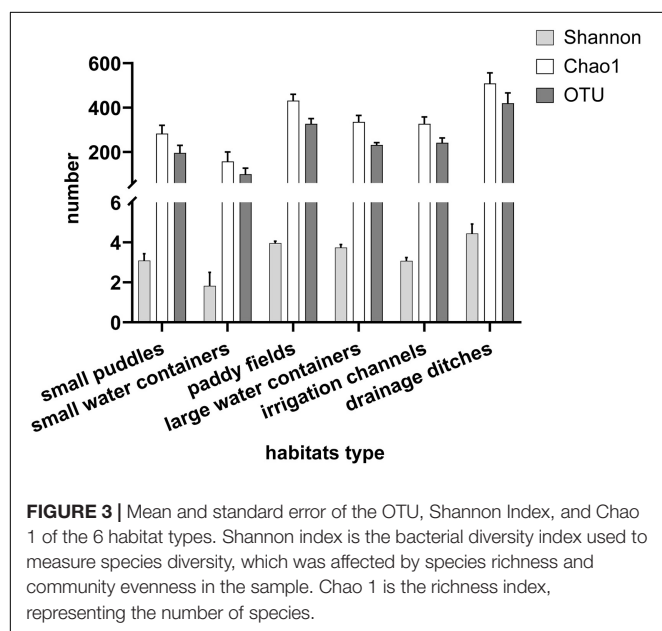 Shannon
Chao1
OTU
600
400
200
6
4
2
0
number
small puddles
small water containers
paddy fields
large water containers
irrigation channels
drainage ditches
habitats type
FIGURE 3 | Mean and standard error of the OTU, Shannon Index, and Chao
1 of the 6 habitat types. Shannon index is the bacterial diversity index used to
measure species diversity, which was affected by species richness and
community evenness in the sample. Chao 1 is the richness index,
representing the number of species.